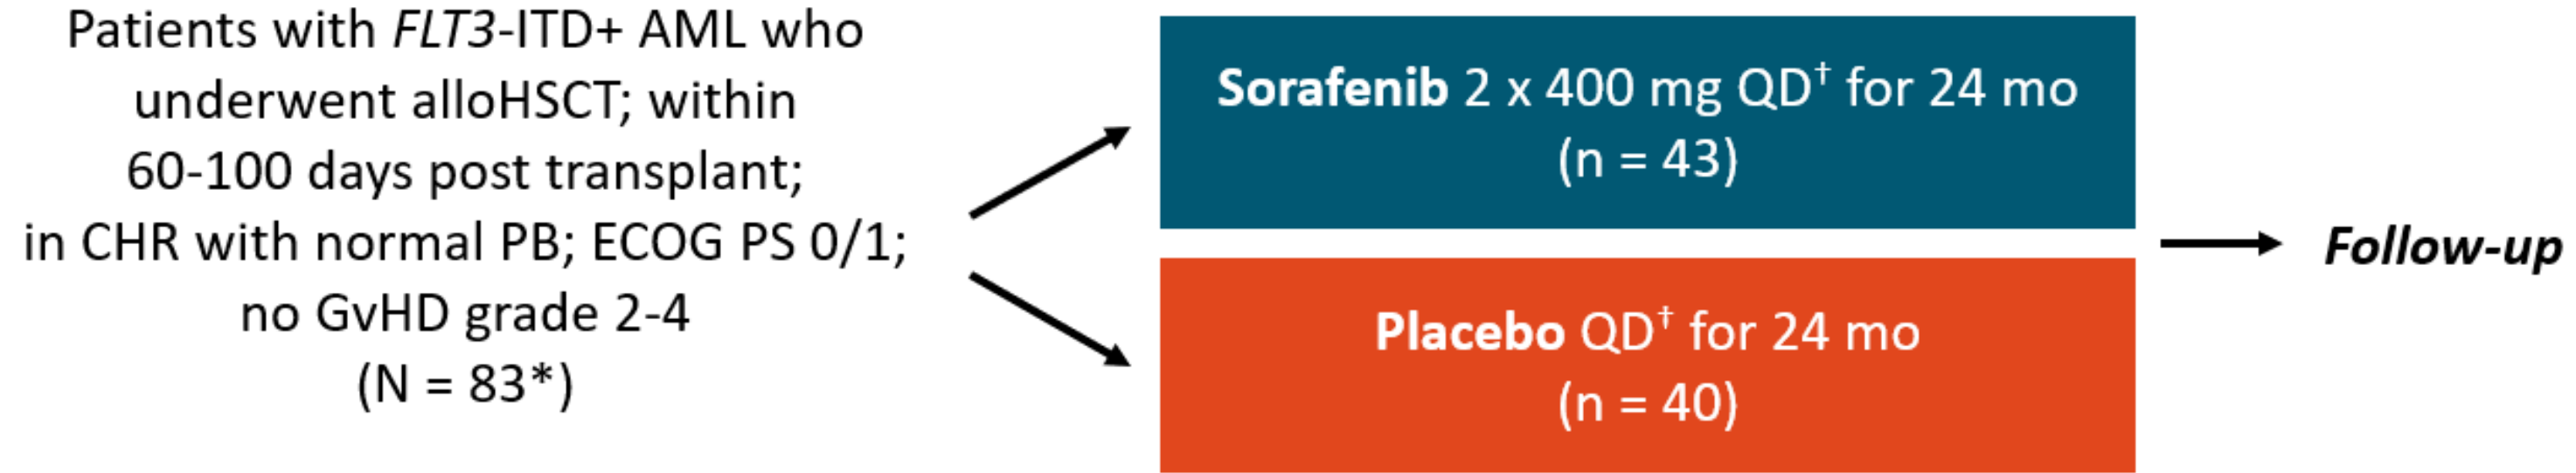 Patients with FLT3-ITD+ AML who
underwent alloHSCT; within
60-100 days post transplant;
in CHR with normal PB; ECOG PS 0/1;
no GvHD grade 2-4
(N = 83*)
Sorafenib 2 x 400 mg QD† for 24 mo
(n = 43)
Placebo QD† for 24 mo
(n = 40)
Follow-up